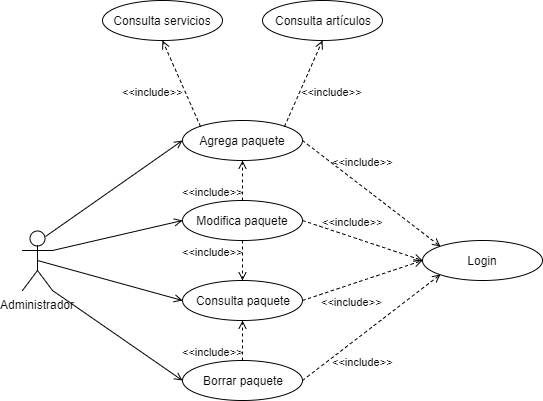 Consulta servicios
Consulta artículos
<<include>>
<<include>>
Agrega paquete
<<include>>
<<include>>
Modifica paquete
<<include>>
<<include>>
Login
Administrador
Consulta paquete
<<include>>
<<include>>
<<include>>
Borrar paquete